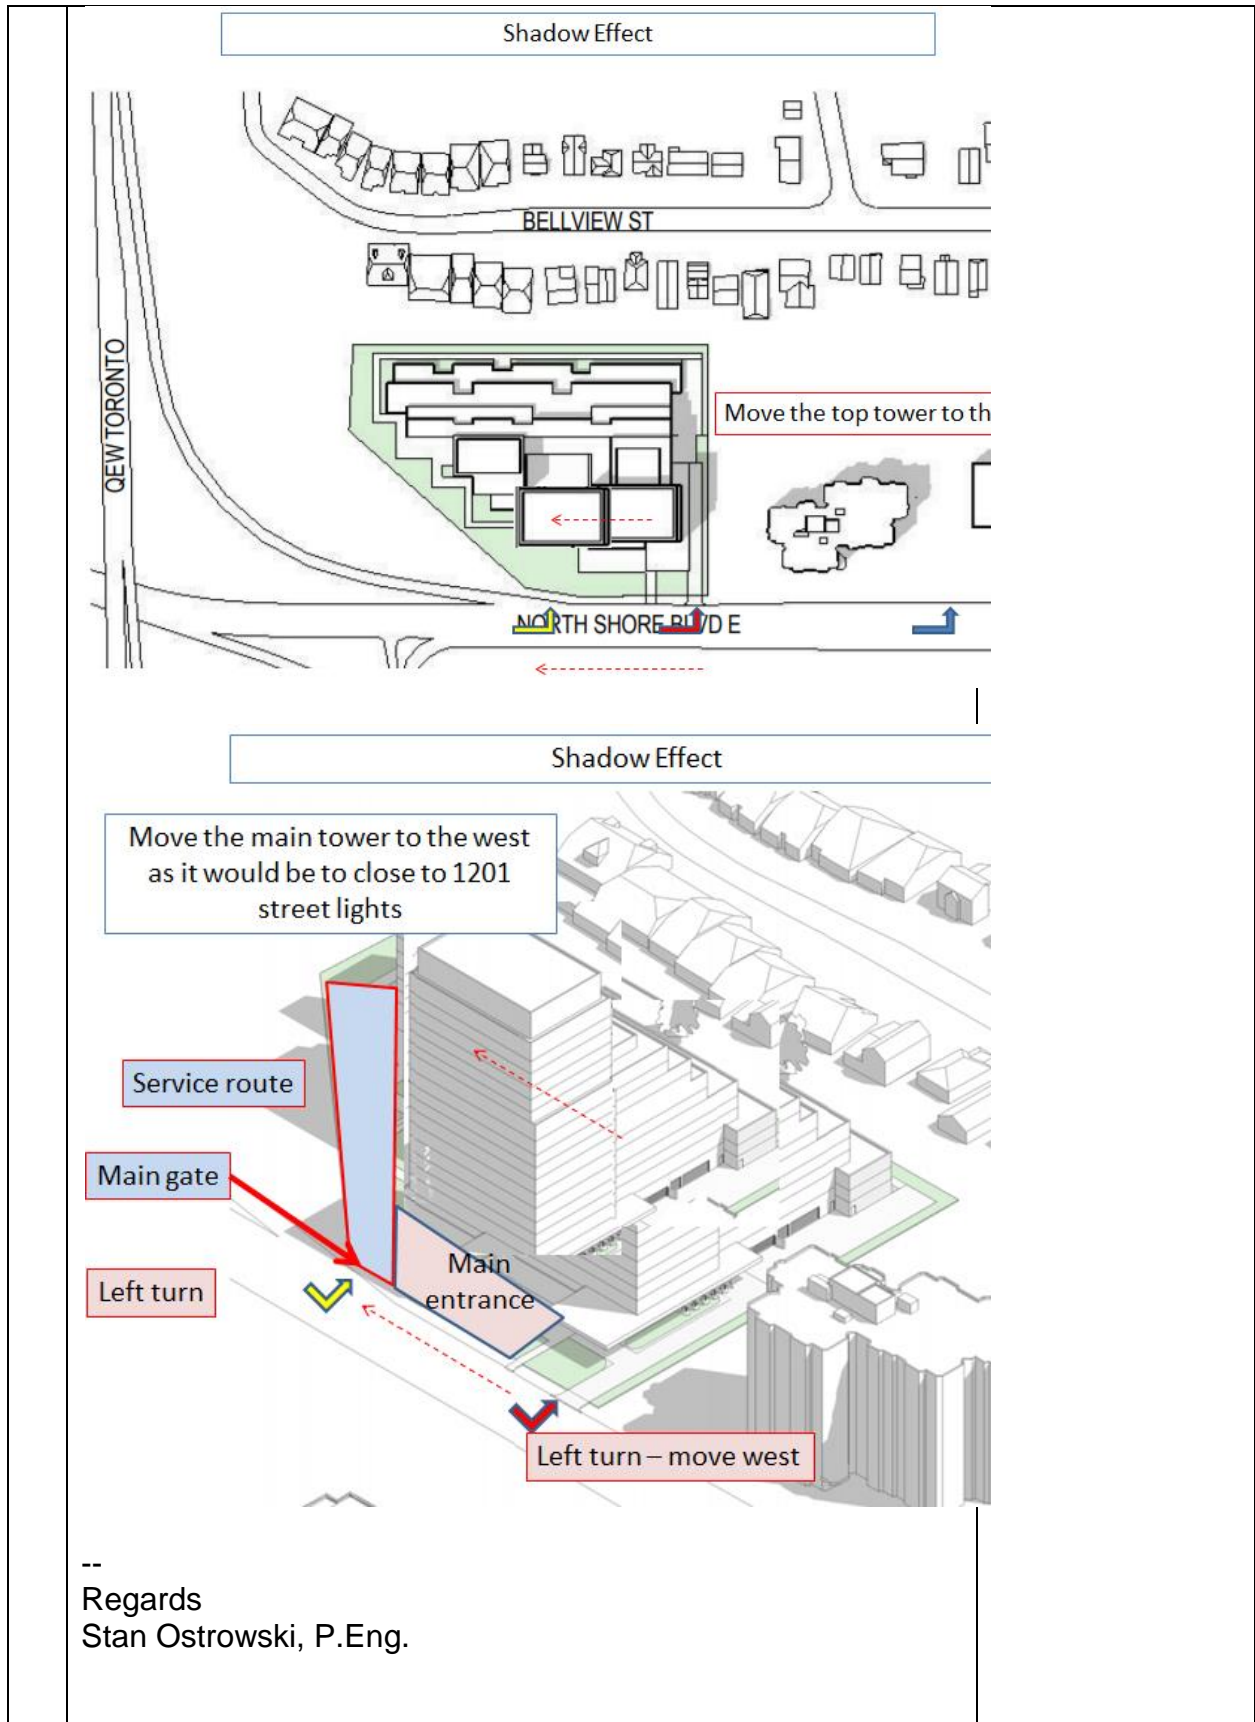 Shadow Effect
BELLVIEW ST
QEW TORONTO
Move the top tower to th
NORTH SHORE BLVD E
Shadow Effect
Move the main tower to the west
as it would be to close to 1201
street lights
Service route
Main gate
Left turn
Main
entrance
Left turn – move west
--
Regards
Stan Ostrowski, P.Eng.